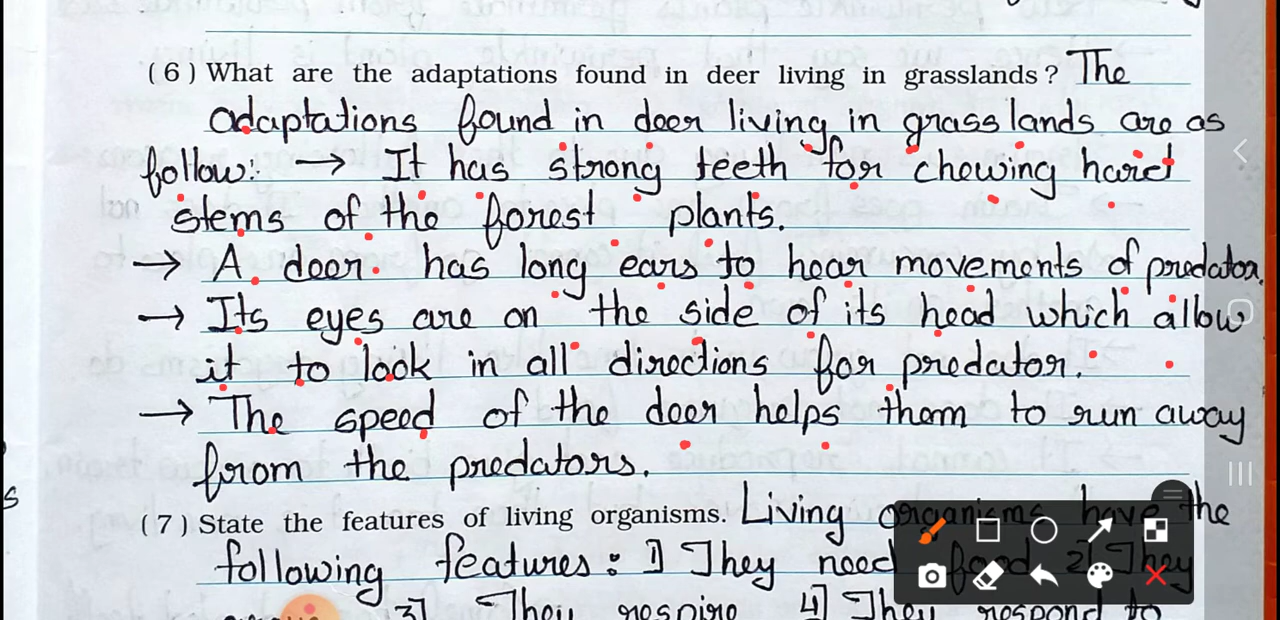 (6) What are the adaptations found in deer living in grasslands? The
adaptations found in deer living in grasslands are as
follow: → It has strong teeth for chewing hard
stems of the forest plants.
→ A deer has long ears to hear movements of predator.
→ Its eyes are on the side of its head which allow
it to look in all directions for predator.
→ The speed of the deer helps them to run away
from the predators.
s
(7) State the features of living organisms. Living organisms have the
following features: 1] They need food 2] They
3] They respire 4] They respond to